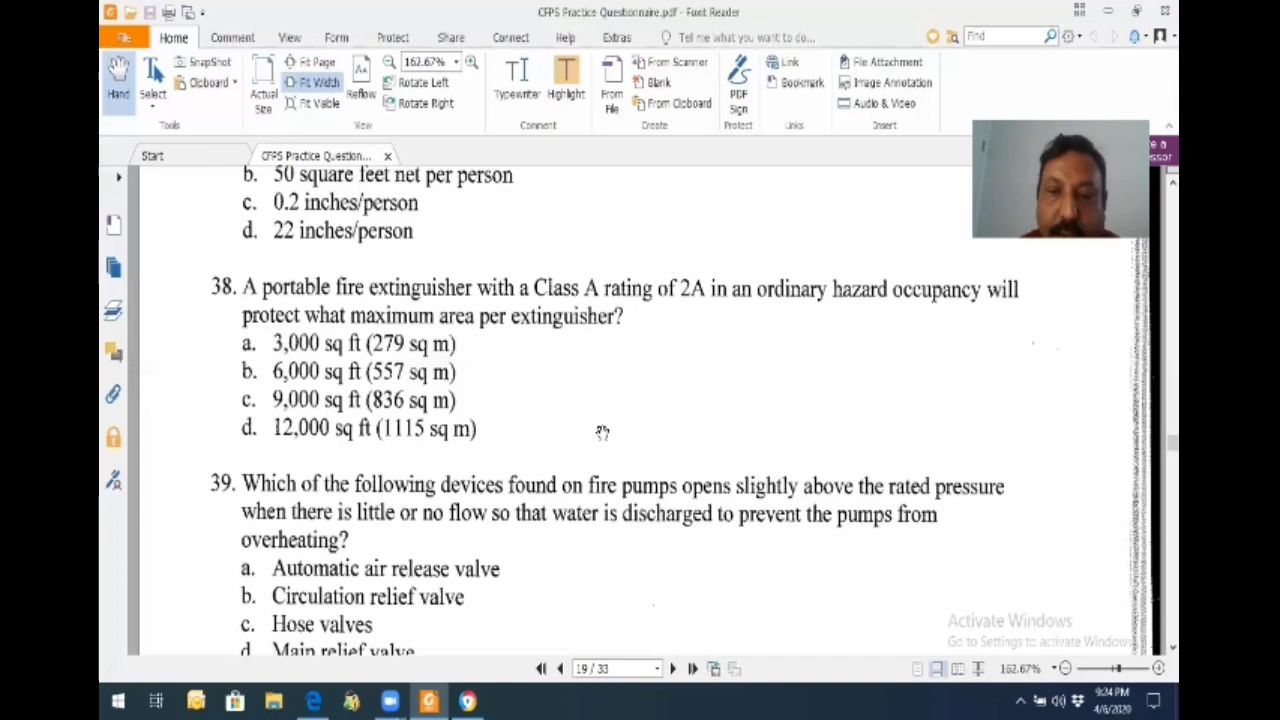 CFPS Practice Questionnaire.pdf - Foxit Reader
File Home Comment View Form Protect Share Connect Help Extras Tell me what you want to do... Find
SnapShot Fit Page 162.67% From Scanner Link File Attachment
Clipboard Fit Width Rotate Left Blank Bookmark Image Annotation
Hand Select Actual Size Reflow Fit Visible Rotate Right Typewriter Highlight From File From Clipboard PDF Sign Audio & Video
Tools View Comment Create Protect Links Insert
Start CFPS Practice Question...
b. 50 square feet net per person
c. 0.2 inches/person
d. 22 inches/person
38. A portable fire extinguisher with a Class A rating of 2A in an ordinary hazard occupancy will
protect what maximum area per extinguisher?
a. 3,000 sq ft (279 sq m)
b. 6,000 sq ft (557 sq m)
c. 9,000 sq ft (836 sq m)
d. 12,000 sq ft (1115 sq m)
39. Which of the following devices found on fire pumps opens slightly above the rated pressure
when there is little or no flow so that water is discharged to prevent the pumps from
overheating?
a. Automatic air release valve
b. Circulation relief valve
c. Hose valves
d. Main relief valve
Activate Windows
Go to Settings to activate Windows
19 / 33 162.67%
9:24 PM
4/6/2020